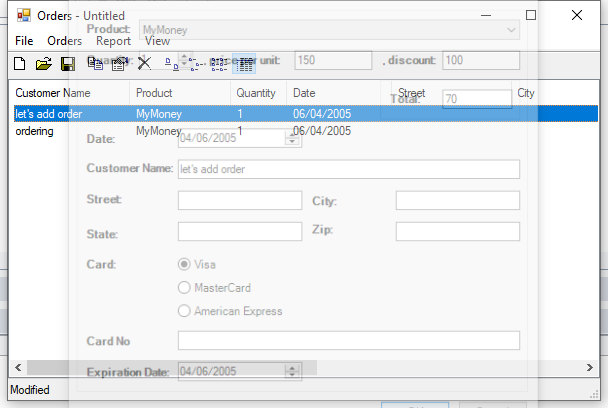 Orders - Untitled
Product: MyMoney
File Orders Report View
Quantity: 1 price per unit: 150 , discount: 100
Customer Name Product Quantity Date Street City
Total: 70
let's add order MyMoney 1 06/04/2005
ordering MyMoney 1 06/04/2005
Date: 04/06/2005
Customer Name: let's add order
Street: City:
State: Zip:
Card: Visa
MasterCard
American Express
Card No
Expiration Date: 04/06/2005
Modified